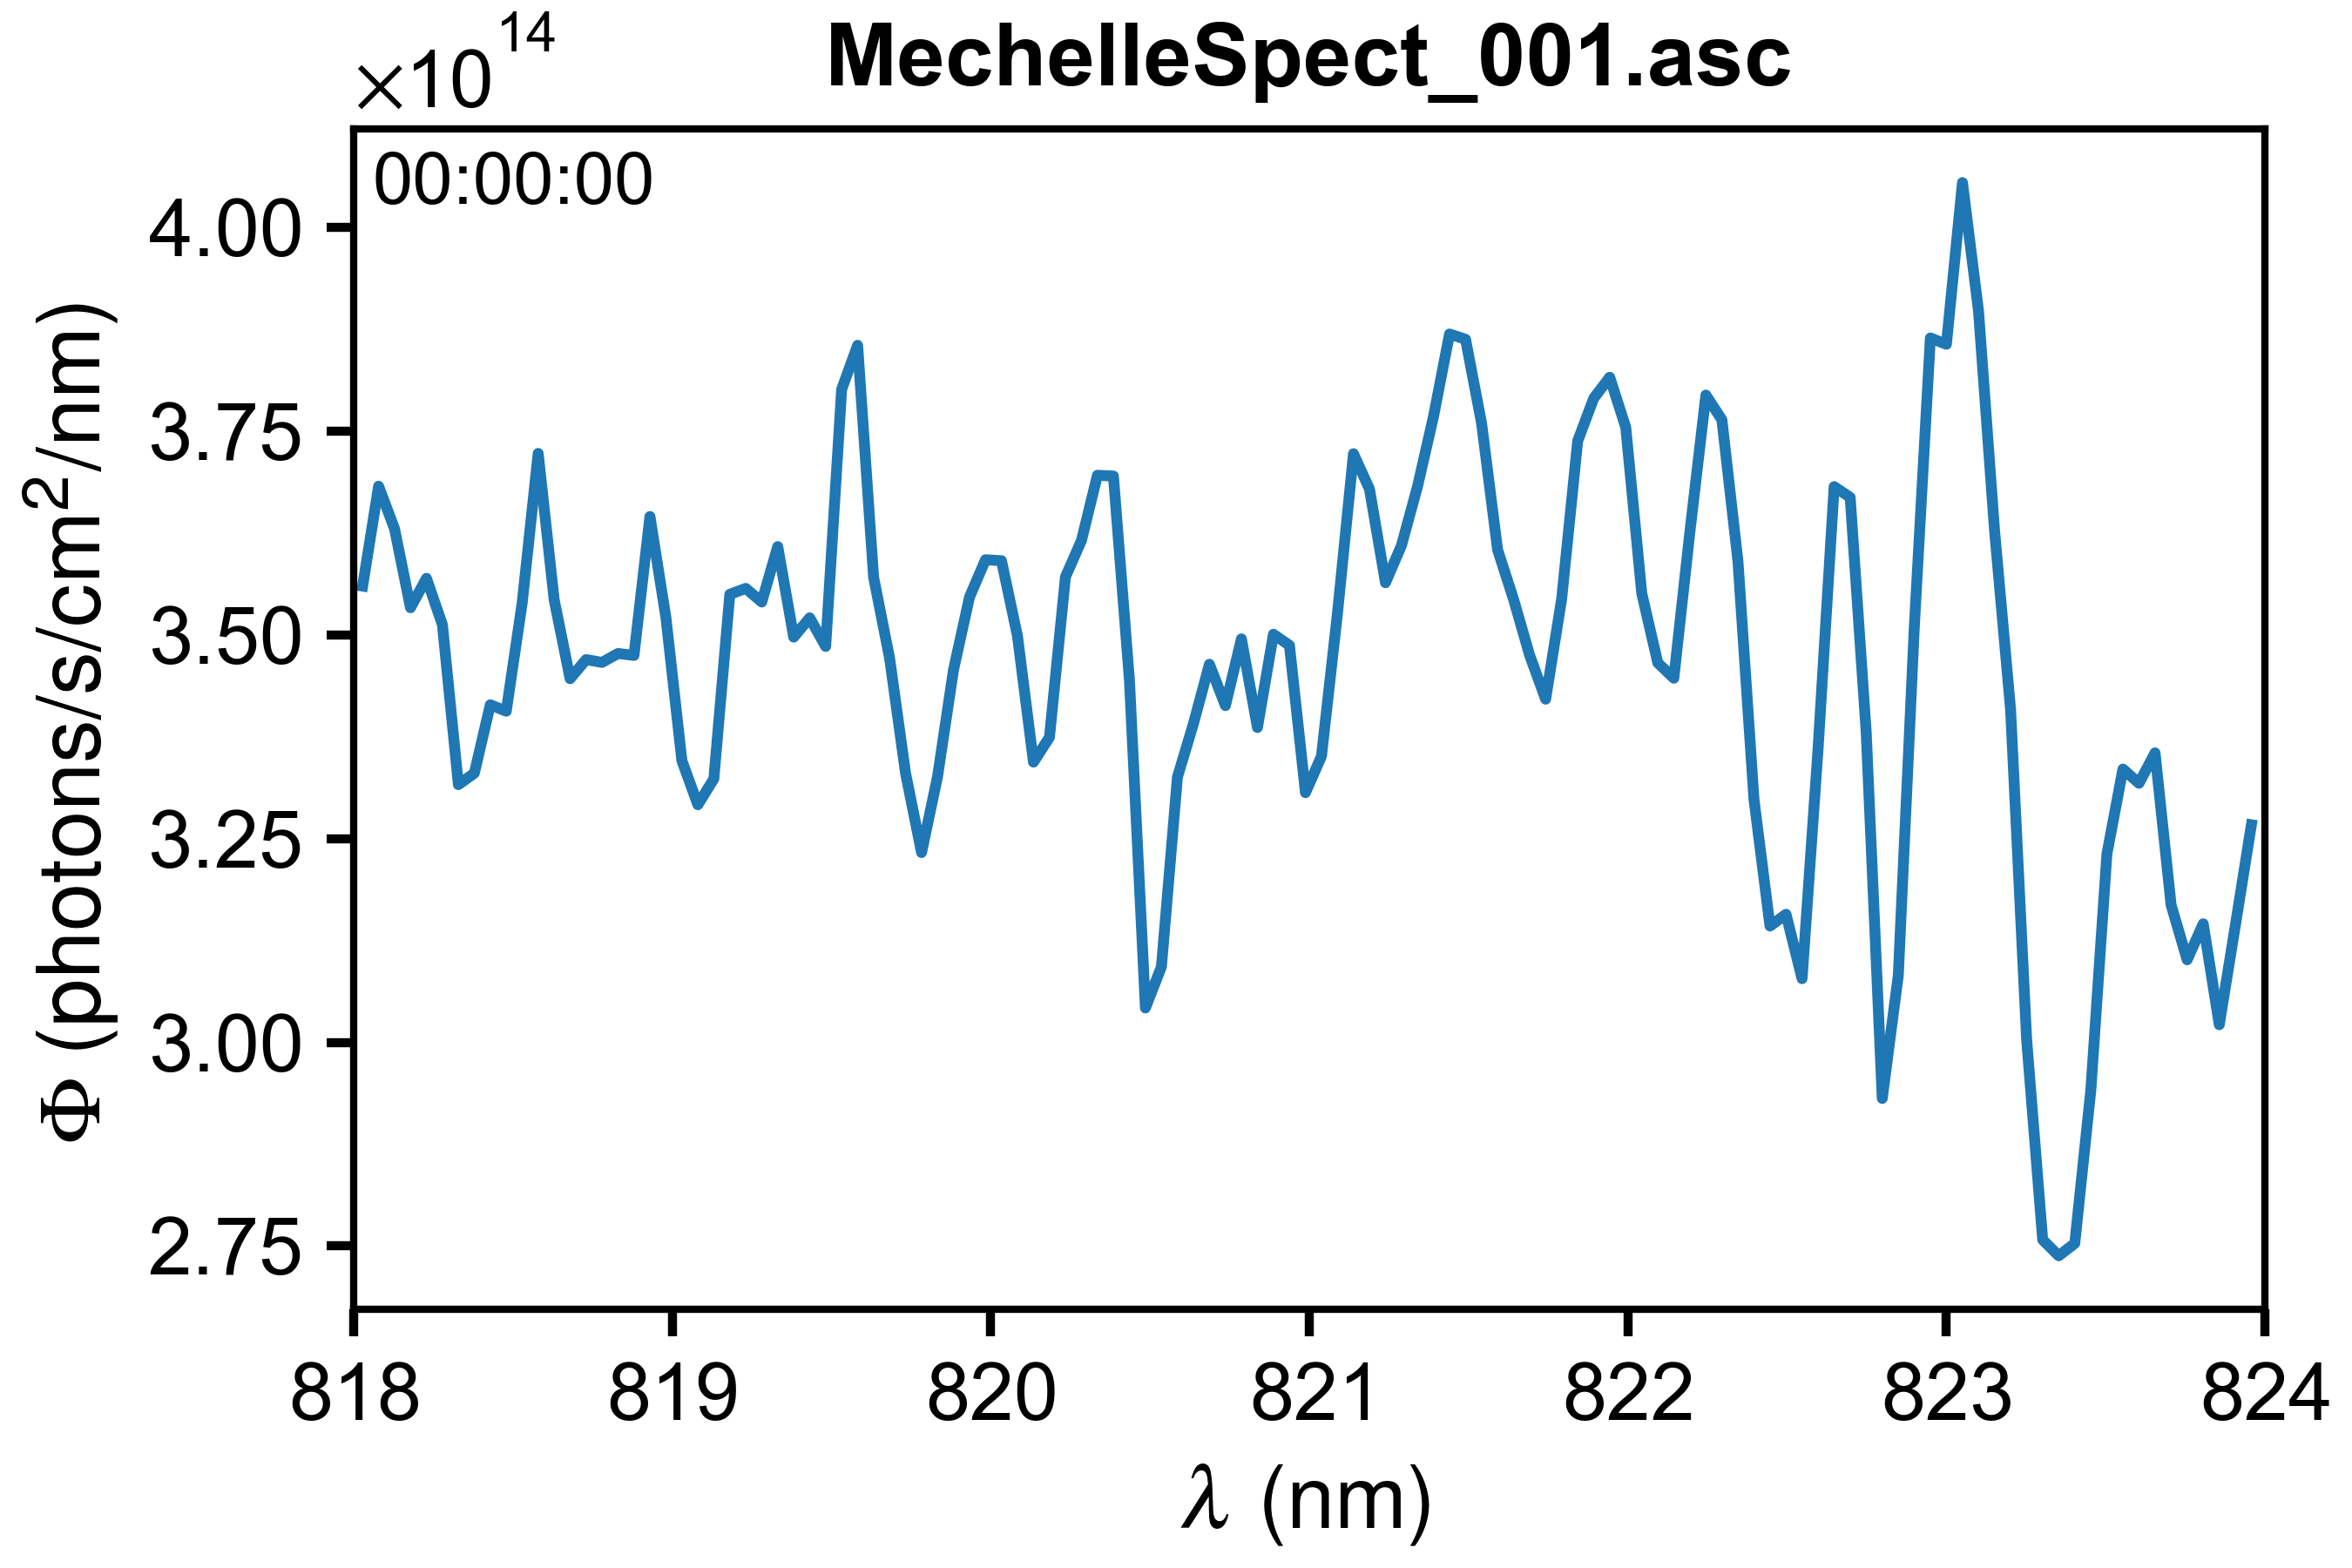 ×10^14
MechelleSpect_001.asc
00:00:00
4.00
3.75
3.50
3.25
3.00
2.75
Φ (photons/s/cm²/nm)
818 819 820 821 822 823 824
λ (nm)